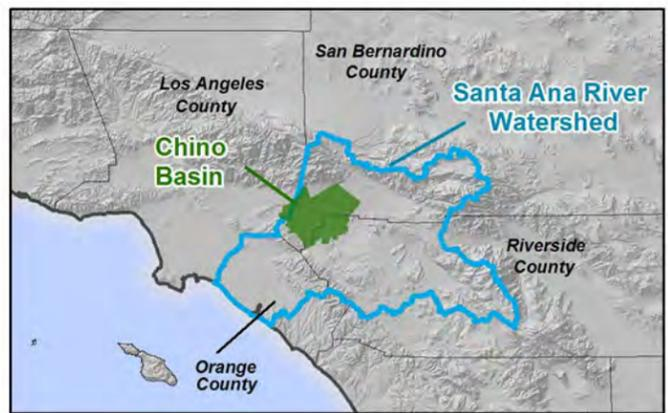 San Bernardino
County
Los Angeles
County
Santa Ana River
Watershed
Chino
Basin
Riverside
County
Orange
County